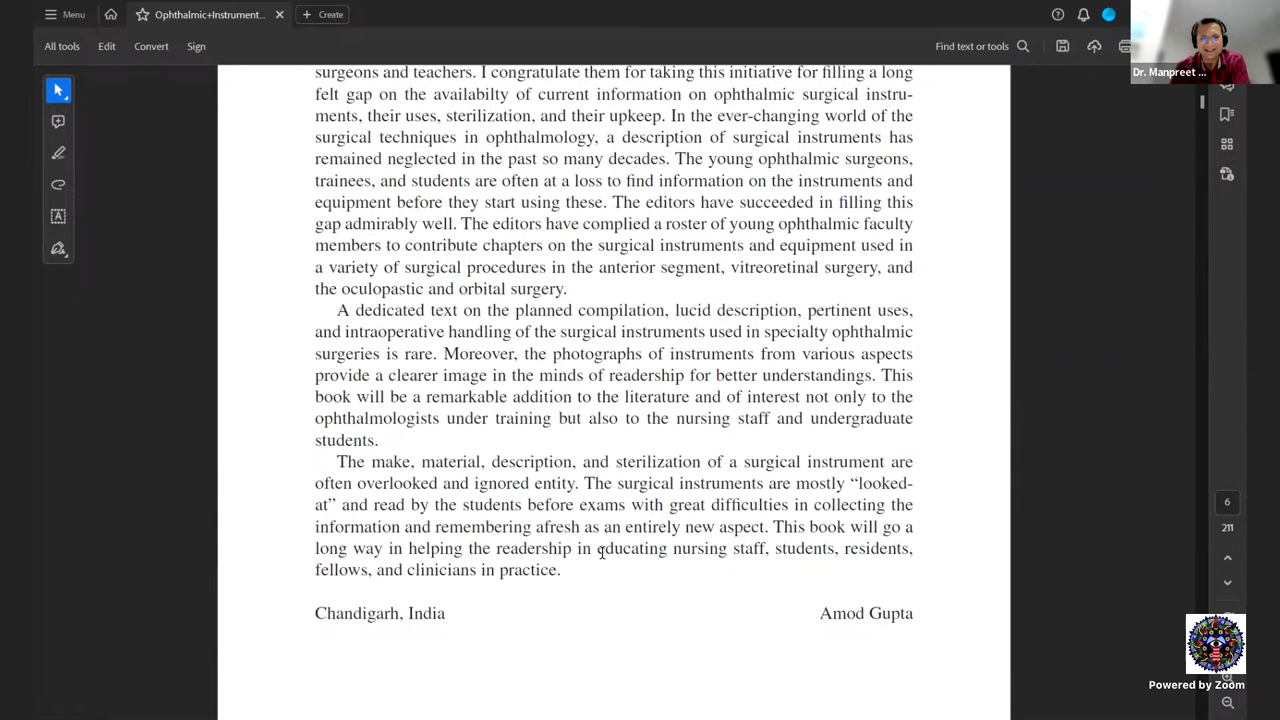 Menu
Ophthalmic+Instrument...
Create
All tools
Edit
Convert
Sign
Find text or tools
Dr. Manpreet ...
surgeons and teachers. I congratulate them for taking this initiative for filling a long
felt gap on the availabilty of current information on ophthalmic surgical instru-
ments, their uses, sterilization, and their upkeep. In the ever-changing world of the
surgical techniques in ophthalmology, a description of surgical instruments has
remained neglected in the past so many decades. The young ophthalmic surgeons,
trainees, and students are often at a loss to find information on the instruments and
equipment before they start using these. The editors have succeeded in filling this
gap admirably well. The editors have complied a roster of young ophthalmic faculty
members to contribute chapters on the surgical instruments and equipment used in
a variety of surgical procedures in the anterior segment, vitreoretinal surgery, and
the oculopastic and orbital surgery.
A dedicated text on the planned compilation, lucid description, pertinent uses,
and intraoperative handling of the surgical instruments used in specialty ophthalmic
surgeries is rare. Moreover, the photographs of instruments from various aspects
provide a clearer image in the minds of readership for better understandings. This
book will be a remarkable addition to the literature and of interest not only to the
ophthalmologists under training but also to the nursing staff and undergraduate
students.
The make, material, description, and sterilization of a surgical instrument are
often overlooked and ignored entity. The surgical instruments are mostly “looked-
at” and read by the students before exams with great difficulties in collecting the
information and remembering afresh as an entirely new aspect. This book will go a
long way in helping the readership in educating nursing staff, students, residents,
fellows, and clinicians in practice.
Chandigarh, India
Amod Gupta
6
211
Powered by Zoom